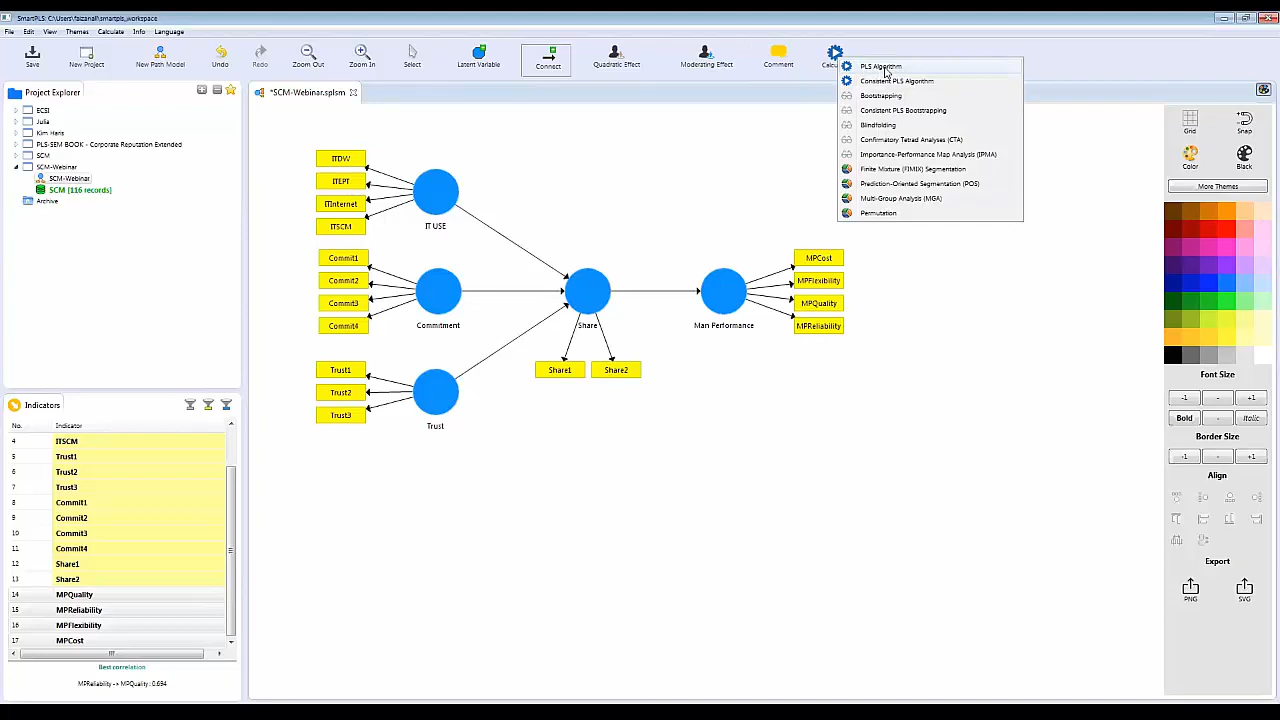 SmartPLS: C:\Users\faizanali\smartpls_workspace
File Edit View Themes Calculate Info Language
Save
New Project
New Path Model
Undo
Redo
Zoom Out
Zoom In
Select
Latent Variable
Connect
Quadratic Effect
Moderating Effect
Comment
PLS Algorithm
Consistent PLS Algorithm
Bootstrapping
Consistent PLS Bootstrapping
Blindfolding
Confirmatory Tetrad Analyses (CTA)
Importance-Performance Map Analysis (IPMA)
Finite Mixture (FIMIX) Segmentation
Prediction-Oriented Segmentation (POS)
Multi-Group Analysis (MGA)
Permutation
Project Explorer
ECSI
Julia
Kim Haris
PLS-SEM BOOK - Corporate Reputation Extended
SCM
SCM-Webinar
SCM-Webinar
SCM [116 records]
Archive
*SCM-Webinar.splsm
ITDW
ITEPT
ITInternet
ITSCM
IT USE
Commit1
Commit2
Commit3
Commit4
Commitment
Trust1
Trust2
Trust3
Trust
Share
Share1
Share2
Man Performance
MPCost
MPFlexibility
MPQuality
MPReliability
Indicators
No. Indicator
4 ITSCM
5 Trust1
6 Trust2
7 Trust3
8 Commit1
9 Commit2
10 Commit3
11 Commit4
12 Share1
13 Share2
14 MPQuality
15 MPReliability
16 MPFlexibility
17 MPCost
Best correlation
MPReliability -> MPQuality : 0.694
Grid
Snap
Color
Black
More Themes
Font Size
-1 - +1
Bold - Italic
Border Size
-1 - +1
Align
Export
PNG
SVG